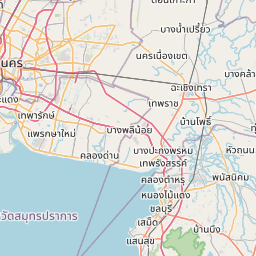 บางน้ำเปรี้ยว
นครเนื่องเขต
นคร
บางคล้า
ฉะเชิงเทรา
เทพราช
เทพารักษ์
บ้านโพธิ์
แพรกษาใหม่
บางพลีน้อย
หัวถนน
คลองด่าน
บางปะกงพรหม
เทพรังสรรค์
พนัสนิคม
คลองตำหรุ
หนองไม้แดง
ชลบุรี
วัดสมุทรปราการ
เสม็ด
บ้านบึง
แสนสุข